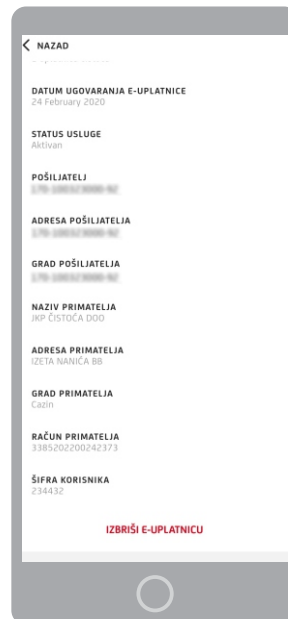 NAZAD
DATUM UGOVARANJA E-UPLATNICE
24 February 2020
STATUS USLUGE
Aktivan
POŠILJATELJ
ADRESA POŠILJATELJA
GRAD POŠILJATELJA
NAZIV PRIMATELJA
JKP ČISTOĆA DOO
ADRESA PRIMATELJA
IZETA NANIĆA BB
GRAD PRIMATELJA
Cazin
RAČUN PRIMATELJA
3385202200242373
ŠIFRA KORISNIKA
234432
IZBRIŠI E-UPLATNICU